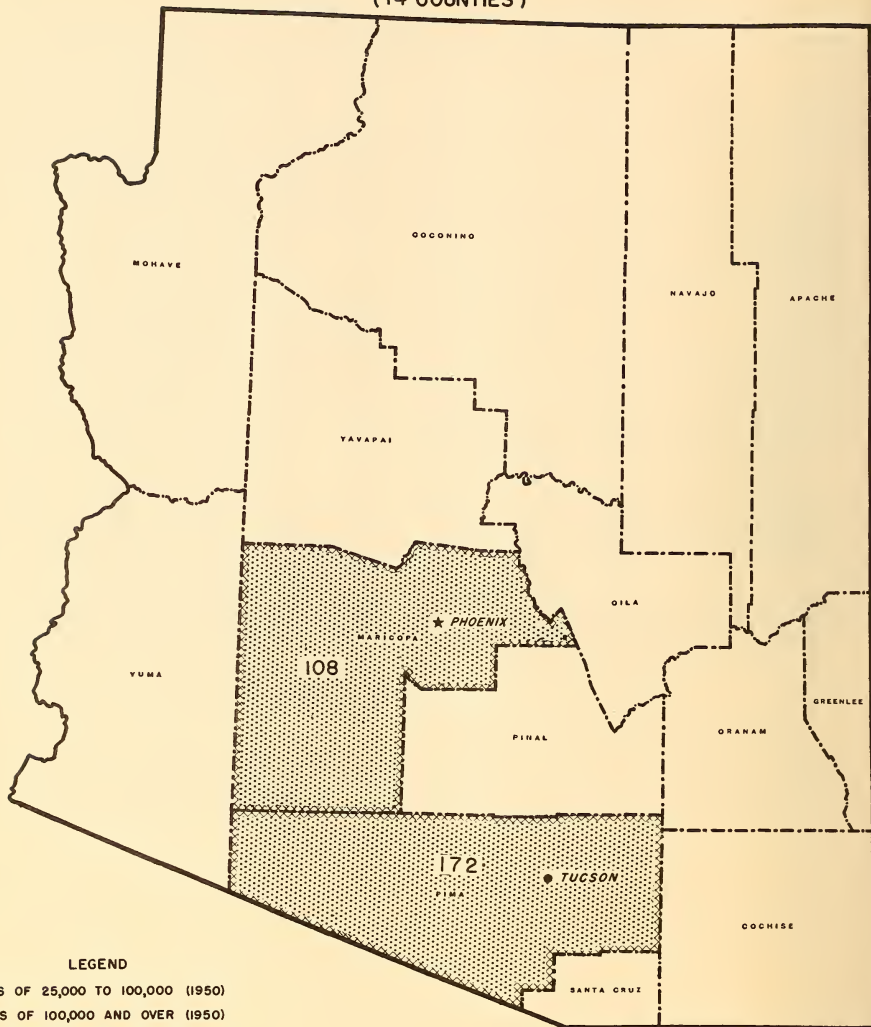 (14 COUNTIES)
MOHAVE
COCONINO
NAVAJO
APACHE
YAVAPAI
GILA
PHOENIX
MARICOPA
108
YUMA
GREENLEE
PINAL
GRAHAM
172
TUCSON
PIMA
COCHISE
SANTA CRUZ
LEGEND
S OF 25,000 TO 100,000 (1950)
S OF 100,000 AND OVER (1950)